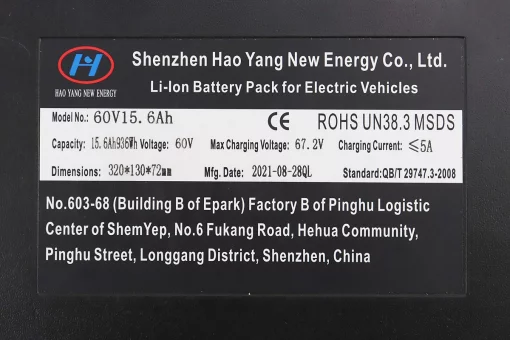 Shenzhen Hao Yang New Energy Co., Ltd.
Li-Ion Battery Pack for Electric Vehicles
H
HAO YANG NEW ENERGY
Model No.: 60V15.6Ah CE ROHS UN38.3 MSDS
Capacity: 15.6Ah936Wh Voltage: 60V Max Charging Voltage: 67.2V Charging Current: ≤5A
Dimensions: 320*130*72mm Mfg. Date: 2021-08-28QL Standard:QB/T 29747.3-2008
No.603-68 (Building B of Epark) Factory B of Pinghu Logistic
Center of ShemYep, No.6 Fukang Road, Hehua Community,
Pinghu Street, Longgang District, Shenzhen, China